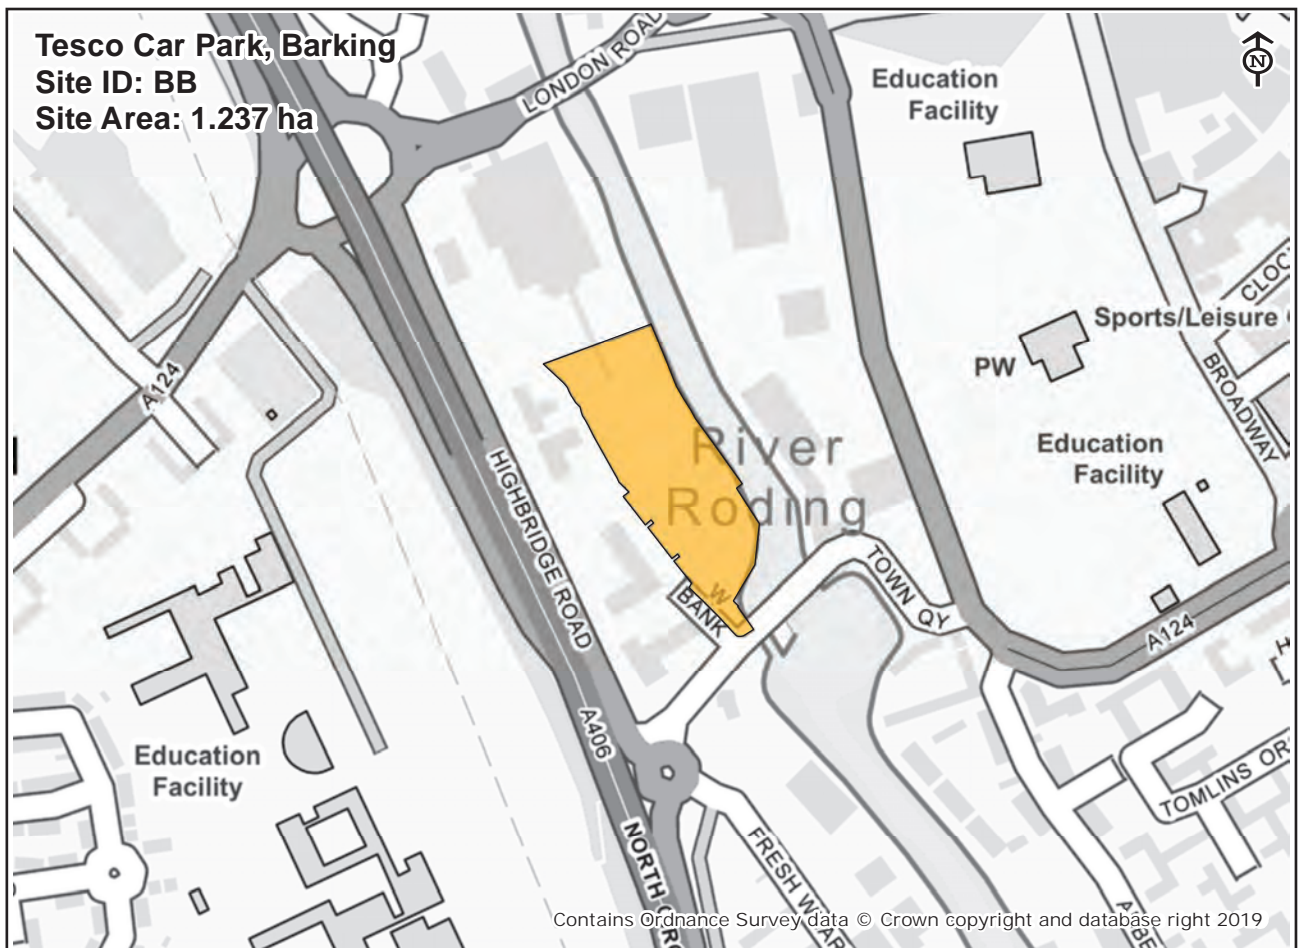 Tesco Car Park, Barking
Site ID: BB
Site Area: 1.237 ha
N
LONDON ROAD
Education
Facility
A124
Sports/Leisure
CLOC
PW
BROADWAY
River
Roding
Education
Facility
HIGHBRIDGE ROAD
BANK
W
TOWN QY
A124
A406
Education
Facility
TOMLINS OR
NORTH
FRESH WHAR
ABBE
Contains Ordnance Survey data © Crown copyright and database right 2019